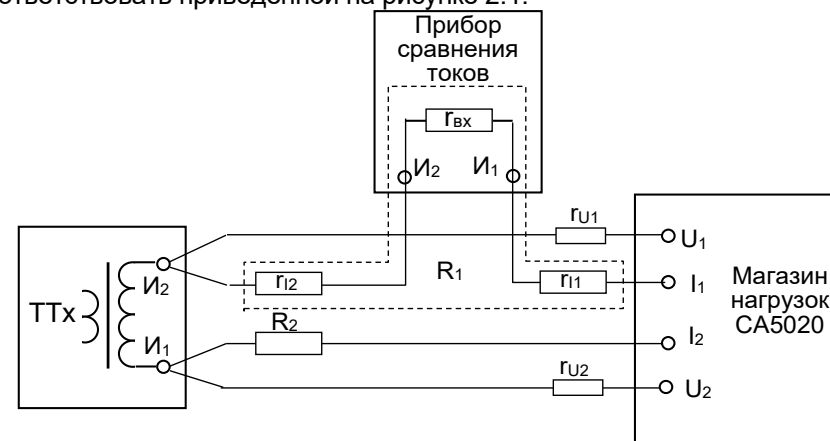 ответствовать приведенной на рисунке 2.1.
Прибор
сравнения
токов
rвх
И2
И1
rU1
U1
rI2
R1
rI1
I1
Магазин
нагрузок
СА5020
ТТх
И2
И1
R2
I2
rU2
U2